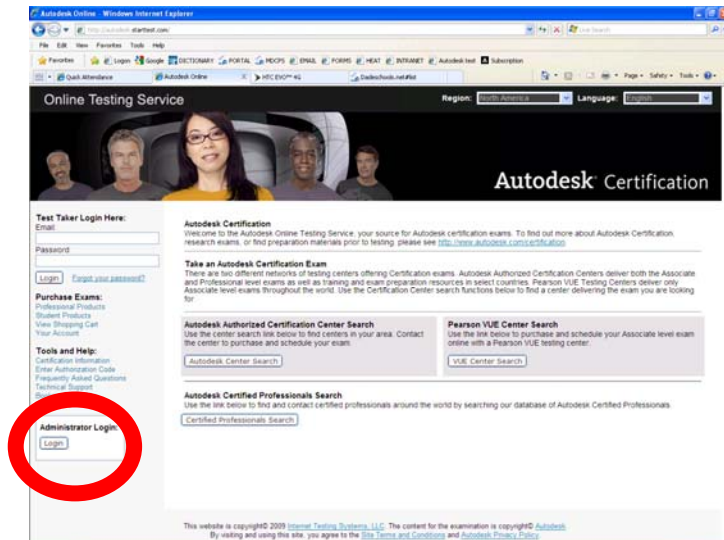 Autodesk Online - Windows Internet Explorer
http://autodesk.starttest.com/
Live Search
File Edit View Favorites Tools Help
Favorites Logon Google DICTIONARY PORTAL MDCPS EMAIL FORMS HEAT INTRANET Autodesk test Subscription
Quick Attendance Autodesk Online X HTC EVO™ 4G Dadeschools.net
Page Safety Tools
Online Testing Service
Region: North America Language: English
Autodesk Certification
Test Taker Login Here:
Email
Password
Login Forgot your password?
Purchase Exams:
Professional Products
Student Products
View Shopping Cart
Your Account
Tools and Help:
Certification Information
Enter Authorization Code
Frequently Asked Questions
Technical Support
Administrator Login:
Login
Autodesk Certification
Welcome to the Autodesk Online Testing Service, your source for Autodesk certification exams. To find out more about Autodesk Certification
research exams, or find preparation materials prior to testing, please see http://www.autodesk.com/certification
Take an Autodesk Certification Exam
There are two different networks of testing centers offering Certification exams. Autodesk Authorized Certification Centers deliver both the Associate
and Professional level exams as well as training and exam preparation resources in select countries. Pearson VUE Testing Centers deliver only
Associate level exams throughout the world. Use the Certification Center search functions below to find a center delivering the exam you are looking
for
Autodesk Authorized Certification Center Search
Use the center search link below to find centers in your area. Contact
the center to purchase and schedule your exam.
Autodesk Center Search
Pearson VUE Center Search
Use the link below to purchase and schedule your Associate level exam
online with a Pearson VUE testing center.
VUE Center Search
Autodesk Certified Professionals Search
Use the link below to find and contact certified professionals around the world by searching our database of Autodesk Certified Professionals.
Certified Professionals Search
This website is copyright© 2009 Internet Testing Systems, LLC. The content for the examination is copyright© Autodesk.
By visiting and using this site, you agree to the Site Terms and Conditions and Autodesk Privacy Policy.